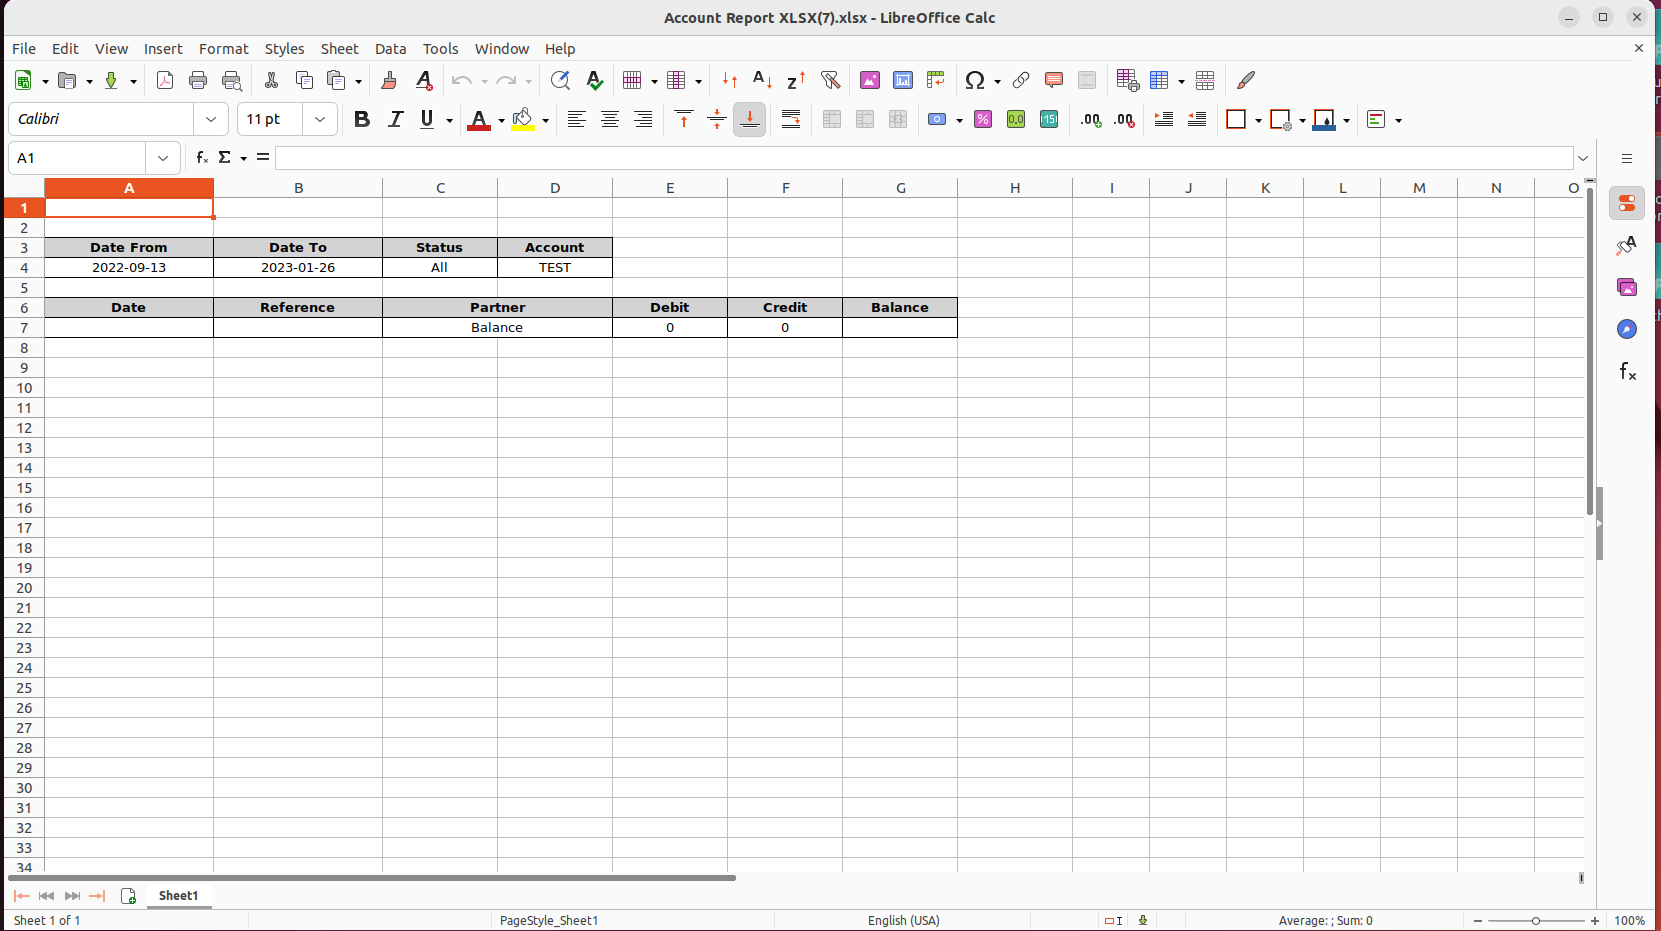 Account Report XLSX(7).xlsx - LibreOffice Calc
File Edit View Insert Format Styles Sheet Data Tools Window Help
Calibri 11 pt
A1
A B C D E F G H I J K L M N O
1
2
3 Date From Date To Status Account
4 2022-09-13 2023-01-26 All TEST
5
6 Date Reference Partner Debit Credit Balance
7 Balance 0 0
8
9
10
11
12
13
14
15
16
17
18
19
20
21
22
23
24
25
26
27
28
29
30
31
32
33
34
Sheet1
Sheet 1 of 1 PageStyle_Sheet1 English (USA) Average: ; Sum: 0 100%